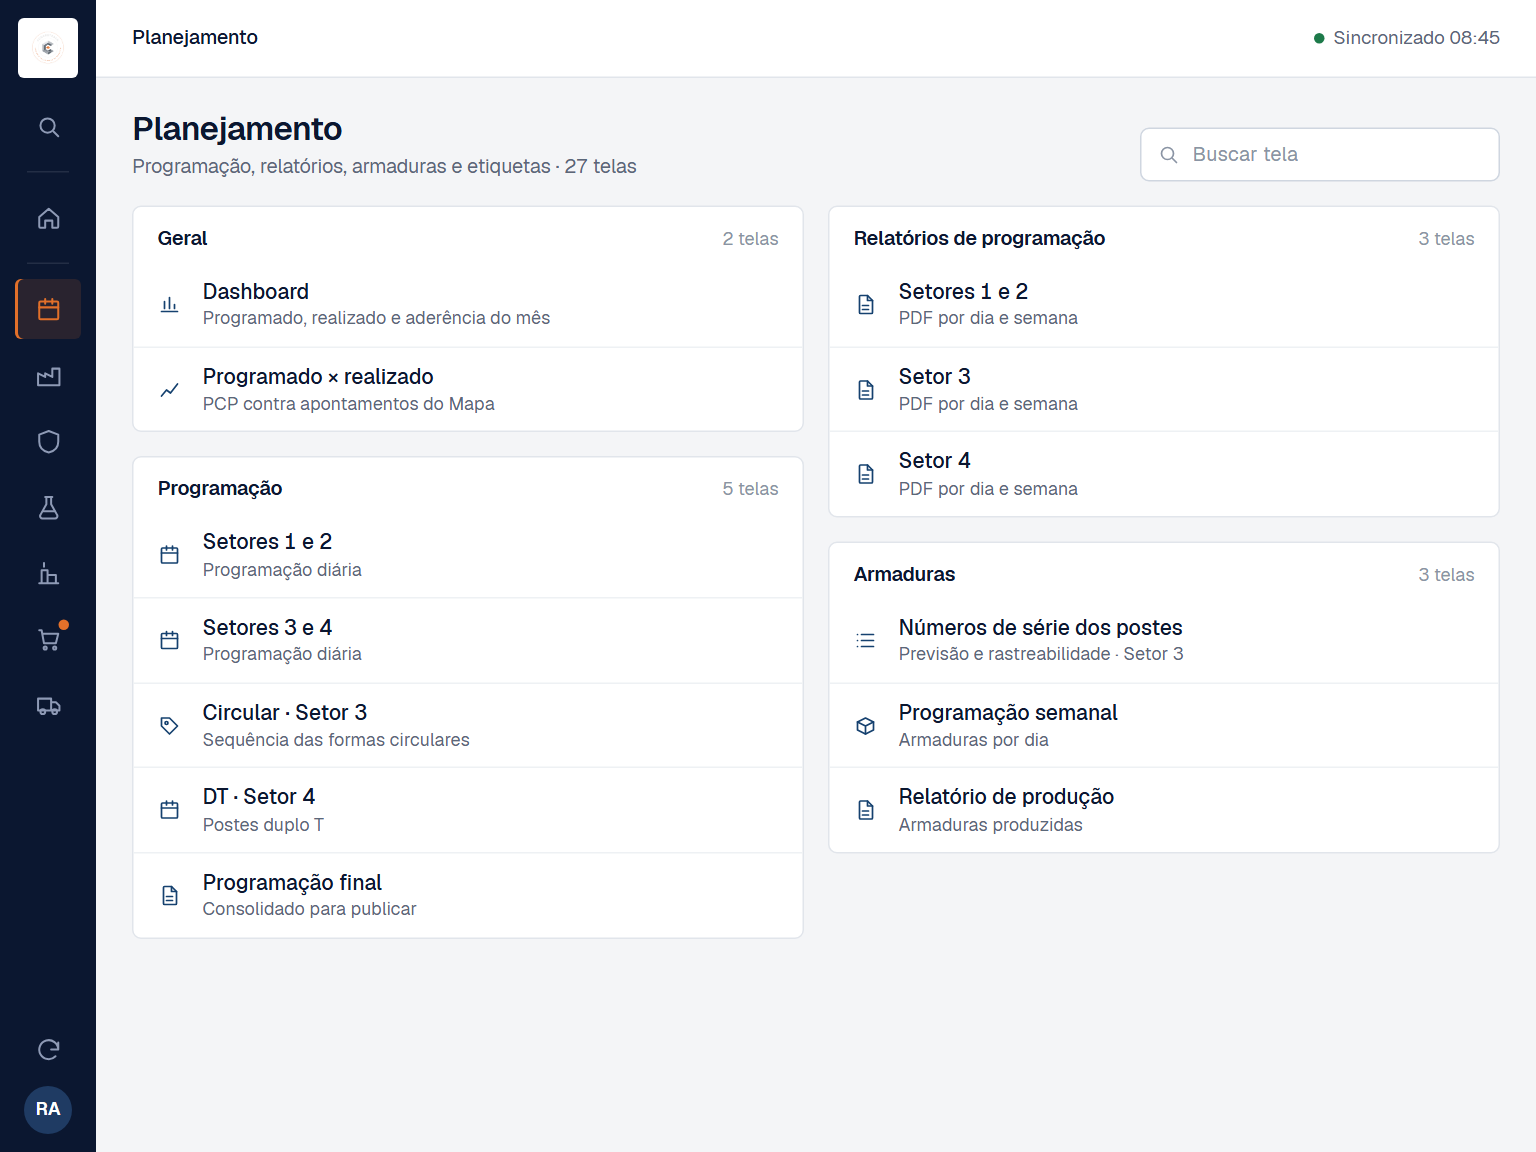 Planejamento
Sincronizado 08:45
Planejamento
Programação, relatórios, armaduras e etiquetas · 27 telas
Buscar tela
Geral
2 telas
Dashboard
Programado, realizado e aderência do mês
Programado × realizado
PCP contra apontamentos do Mapa
Programação
5 telas
Setores 1 e 2
Programação diária
Setores 3 e 4
Programação diária
Circular · Setor 3
Sequência das formas circulares
DT · Setor 4
Postes duplo T
Programação final
Consolidado para publicar
Relatórios de programação
3 telas
Setores 1 e 2
PDF por dia e semana
Setor 3
PDF por dia e semana
Setor 4
PDF por dia e semana
Armaduras
3 telas
Números de série dos postes
Previsão e rastreabilidade · Setor 3
Programação semanal
Armaduras por dia
Relatório de produção
Armaduras produzidas
RA